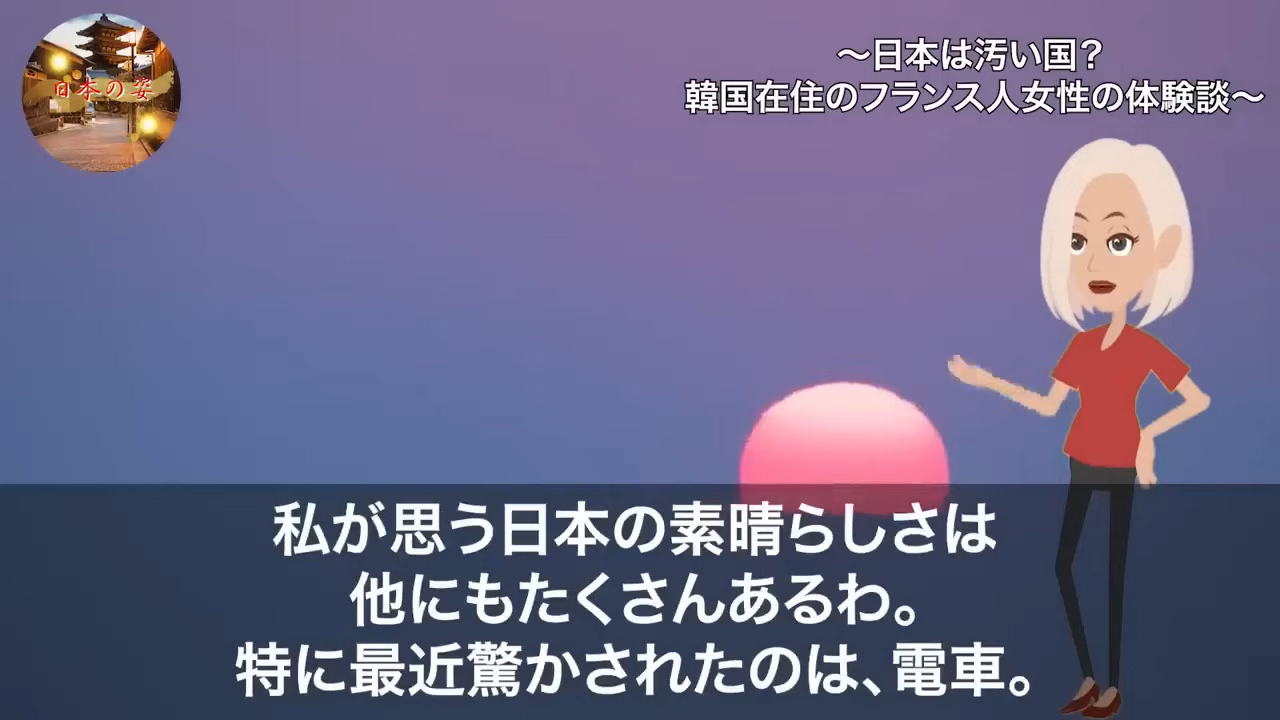 日本の姿
〜日本は汚い国？
韓国在住のフランス人女性の体験談〜
私が思う日本の素晴らしさは
他にもたくさんあるわ。
特に最近驚かされたのは、電車。